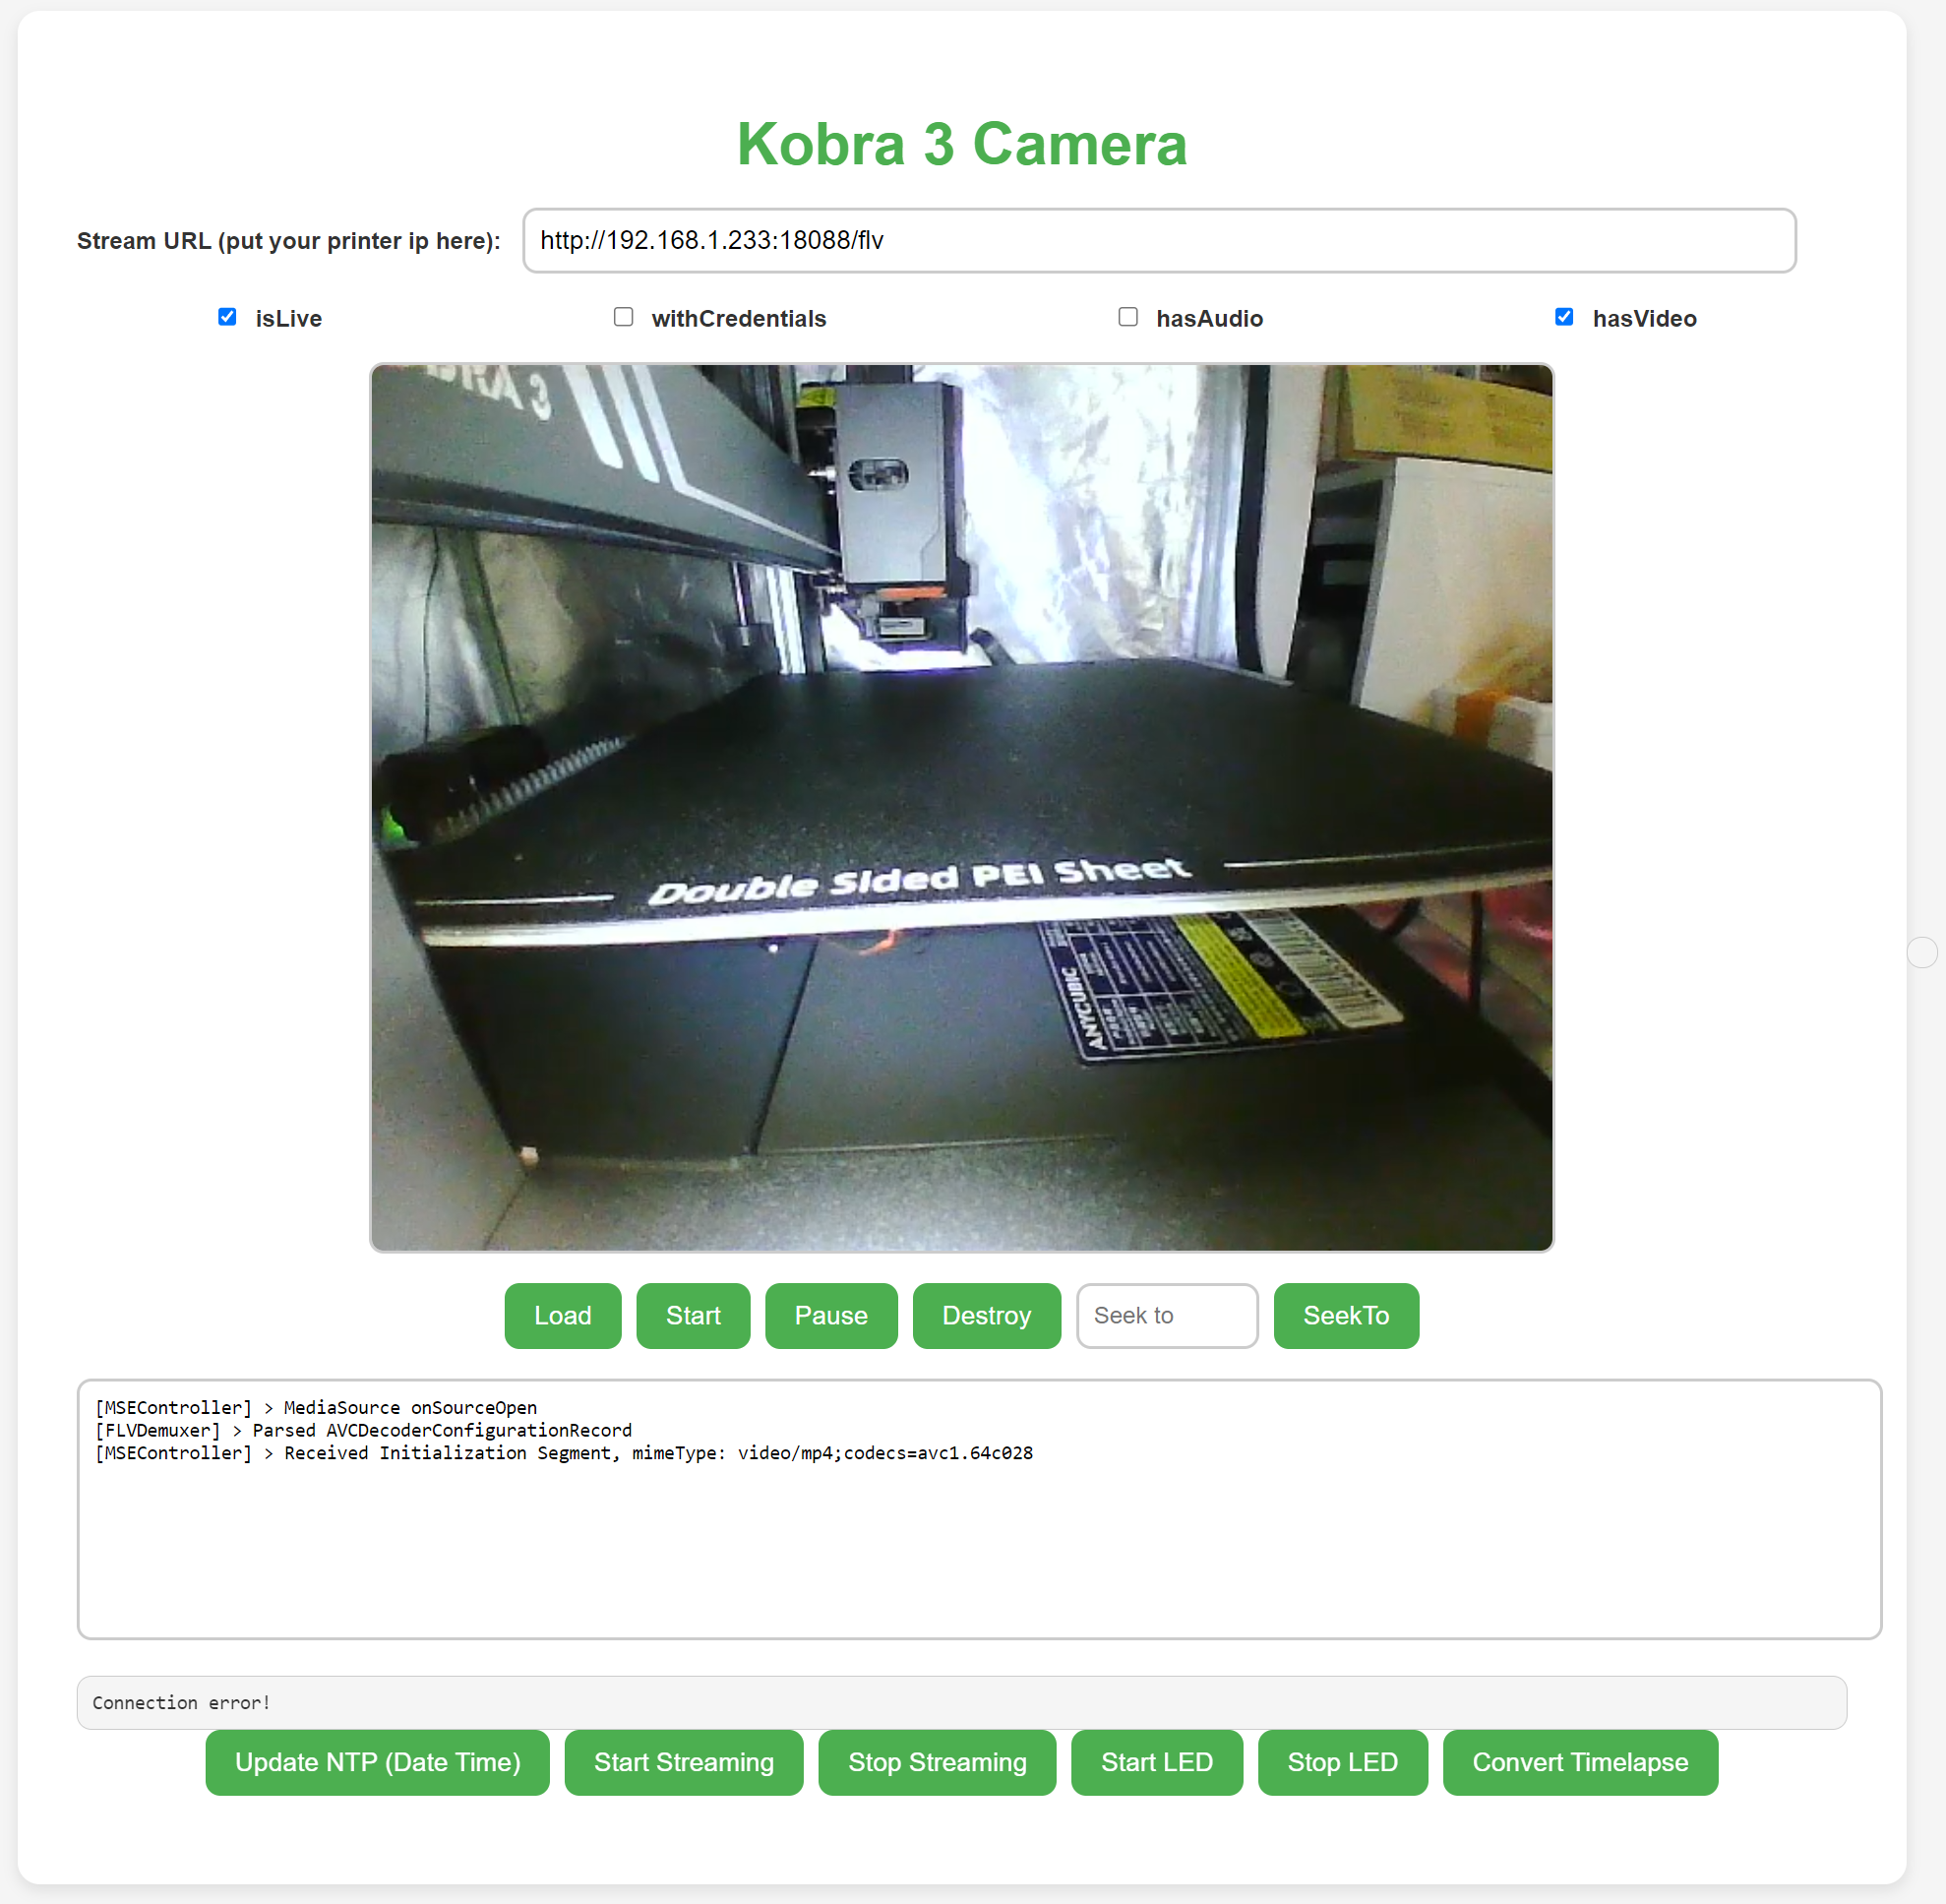 Kobra 3 Camera
Stream URL (put your printer ip here): http://192.168.1.233:18088/flv
isLive withCredentials hasAudio hasVideo
Double Sided PEI Sheet
ANYCUBIC
Load Start Pause Destroy Seek to SeekTo
[MSEController] > MediaSource onSourceOpen
[FLVDemuxer] > Parsed AVCDecoderConfigurationRecord
[MSEController] > Received Initialization Segment, mimeType: video/mp4;codecs=avc1.64c028
Connection error!
Update NTP (Date Time) Start Streaming Stop Streaming Start LED Stop LED Convert Timelapse